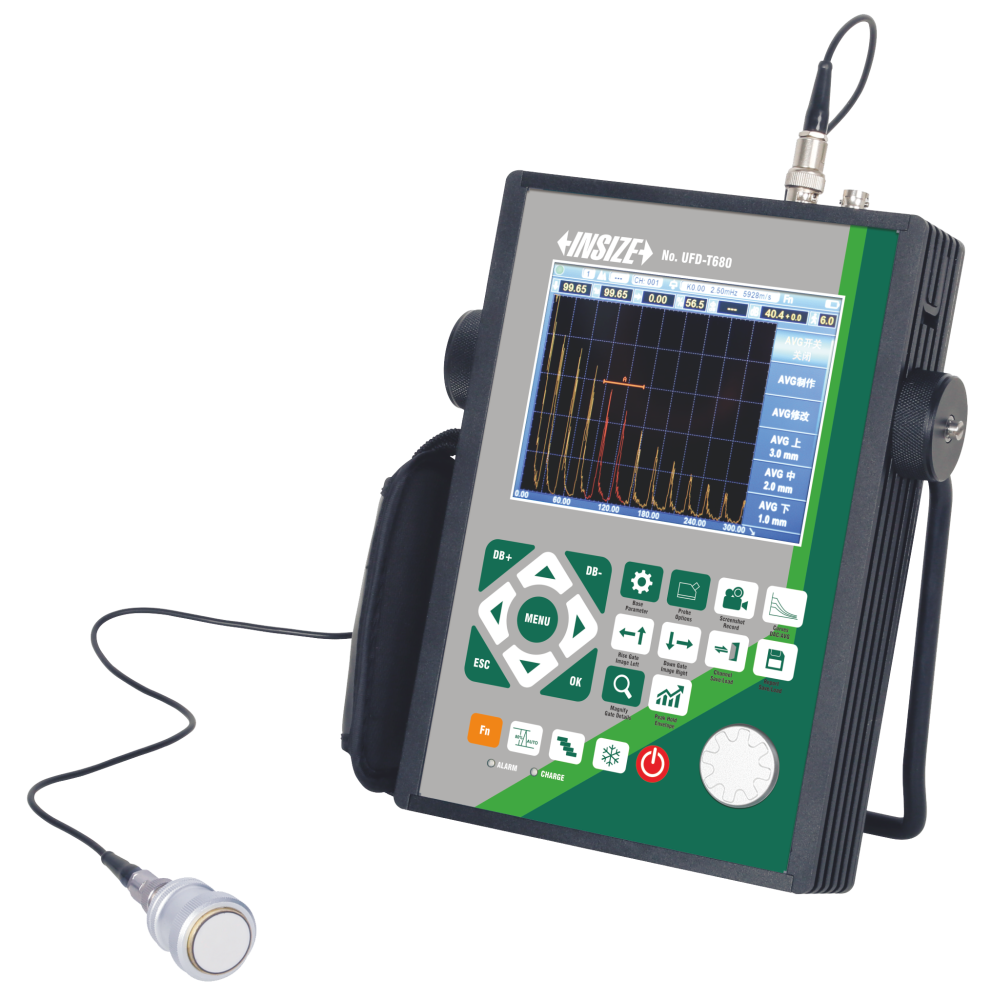 INSIZE No. UFD-T680
1 --- CH: 001 K0.00 2.50mHz 5928m/s Fn
99.65 99.65 0.00 56.5 --- 40.4+0.0 6.0
AVG开关
关闭
A
AVG制作
AVG修改
AVG 上
3.0 mm
AVG 中
2.0 mm
AVG 下
1.0 mm
0.00 60.00 120.00 180.00 240.00 300.00
DB+
DB-
MENU
ESC
OK
Base
Parameter
Probe
Options
Screenshot
Record
Curves
DAC AVG
Rise Gate
Image Left
Down Gate
Image Right
Channel
Save Load
Magnify
Gate Details
Peak Hold
Envelope
Fn
AUTO
ALARM
CHARGE